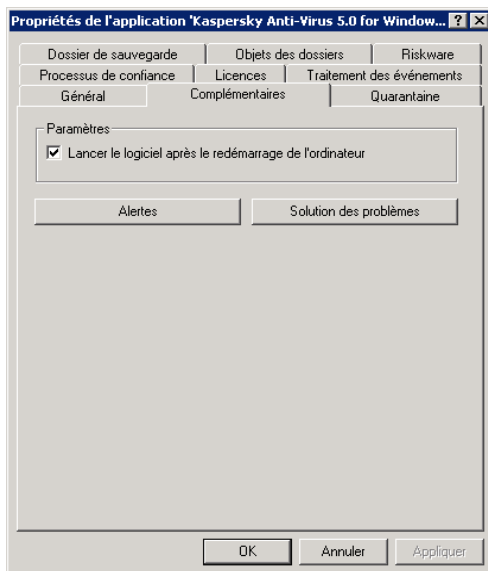 Propriétés de l'application 'Kaspersky Anti-Virus 5.0 for Window...
Dossier de sauvegarde Objets des dossiers Riskware
Processus de confiance Licences Traitement des événements
Général Complémentaires Quarantaine
Paramètres
Lancer le logiciel après le redémarrage de l'ordinateur
Alertes Solution des problèmes
OK Annuler Appliquer